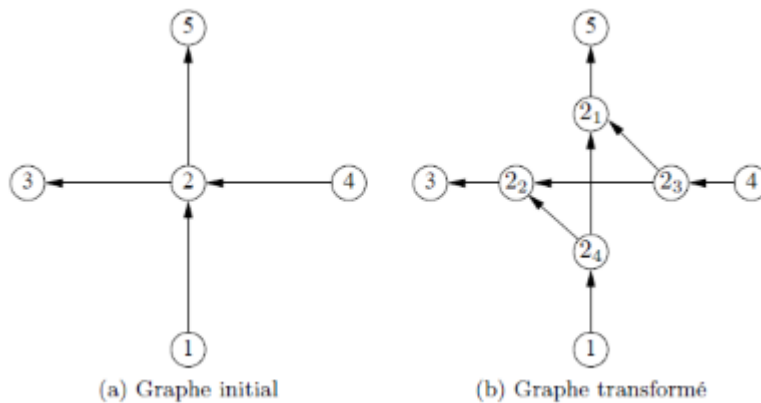 5 5
2₁
3 2 4 3 2₂ 2₃ 4
2₄
1 1
(a) Graphe initial (b) Graphe transformé